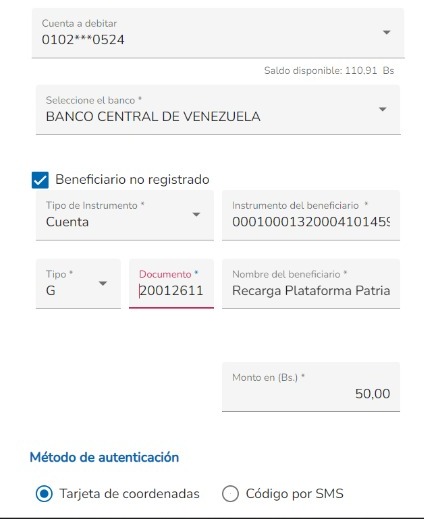 Cuenta a debitar
0102***0524
Saldo disponible: 110,91 Bs
Seleccione el banco *
BANCO CENTRAL DE VENEZUELA
Beneficiario no registrado
Tipo de Instrumento *
Cuenta
Instrumento del beneficiario *
0001000132000410145
Tipo *
G
Documento *
20012611
Nombre del beneficiario *
Recarga Plataforma Patria
Monto en (Bs.) *
50,00
Método de autenticación
Tarjeta de coordenadas
Código por SMS